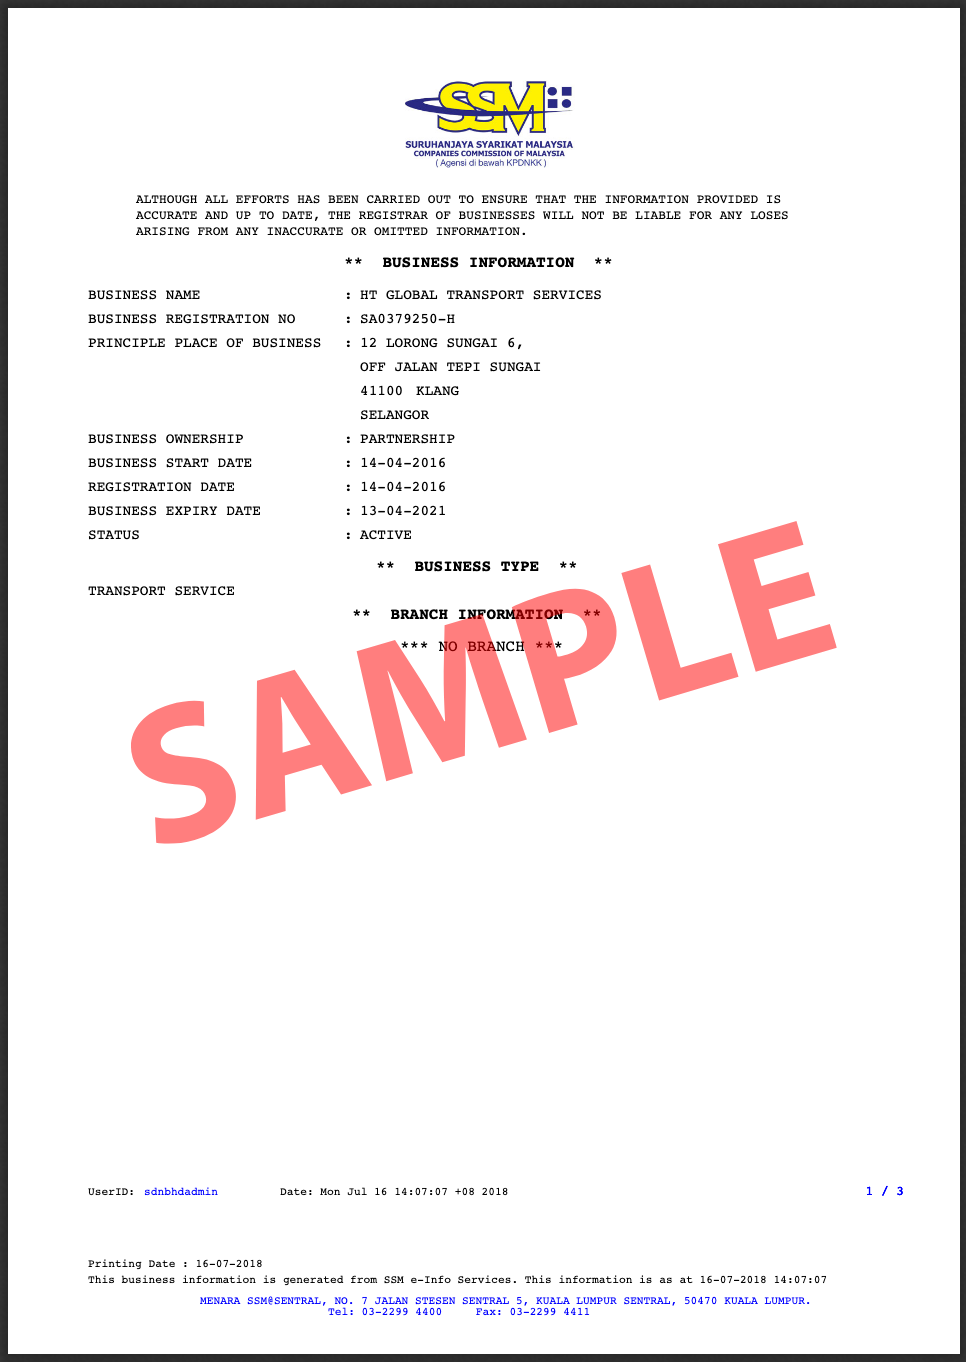 SSM
SURUHANJAYA SYARIKAT MALAYSIA
COMPANIES COMMISSION OF MALAYSIA
( Agensi di bawah KPDNKK )
ALTHOUGH ALL EFFORTS HAS BEEN CARRIED OUT TO ENSURE THAT THE INFORMATION PROVIDED IS
ACCURATE AND UP TO DATE, THE REGISTRAR OF BUSINESSES WILL NOT BE LIABLE FOR ANY LOSES
ARISING FROM ANY INACCURATE OR OMITTED INFORMATION.
** BUSINESS INFORMATION **
BUSINESS NAME : HT GLOBAL TRANSPORT SERVICES
BUSINESS REGISTRATION NO : SA0379250-H
PRINCIPLE PLACE OF BUSINESS : 12 LORONG SUNGAI 6,
OFF JALAN TEPI SUNGAI
41100 KLANG
SELANGOR
BUSINESS OWNERSHIP : PARTNERSHIP
BUSINESS START DATE : 14-04-2016
REGISTRATION DATE : 14-04-2016
BUSINESS EXPIRY DATE : 13-04-2021
STATUS : ACTIVE
** BUSINESS TYPE **
TRANSPORT SERVICE
** BRANCH INFORMATION **
*** NO BRANCH ***
SAMPLE
UserID: sdnbhdadmin Date: Mon Jul 16 14:07:07 +08 2018 1 / 3
Printing Date : 16-07-2018
This business information is generated from SSM e-Info Services. This information is as at 16-07-2018 14:07:07
MENARA SSM@SENTRAL, NO. 7 JALAN STESEN SENTRAL 5, KUALA LUMPUR SENTRAL, 50470 KUALA LUMPUR.
Tel: 03-2299 4400 Fax: 03-2299 4411